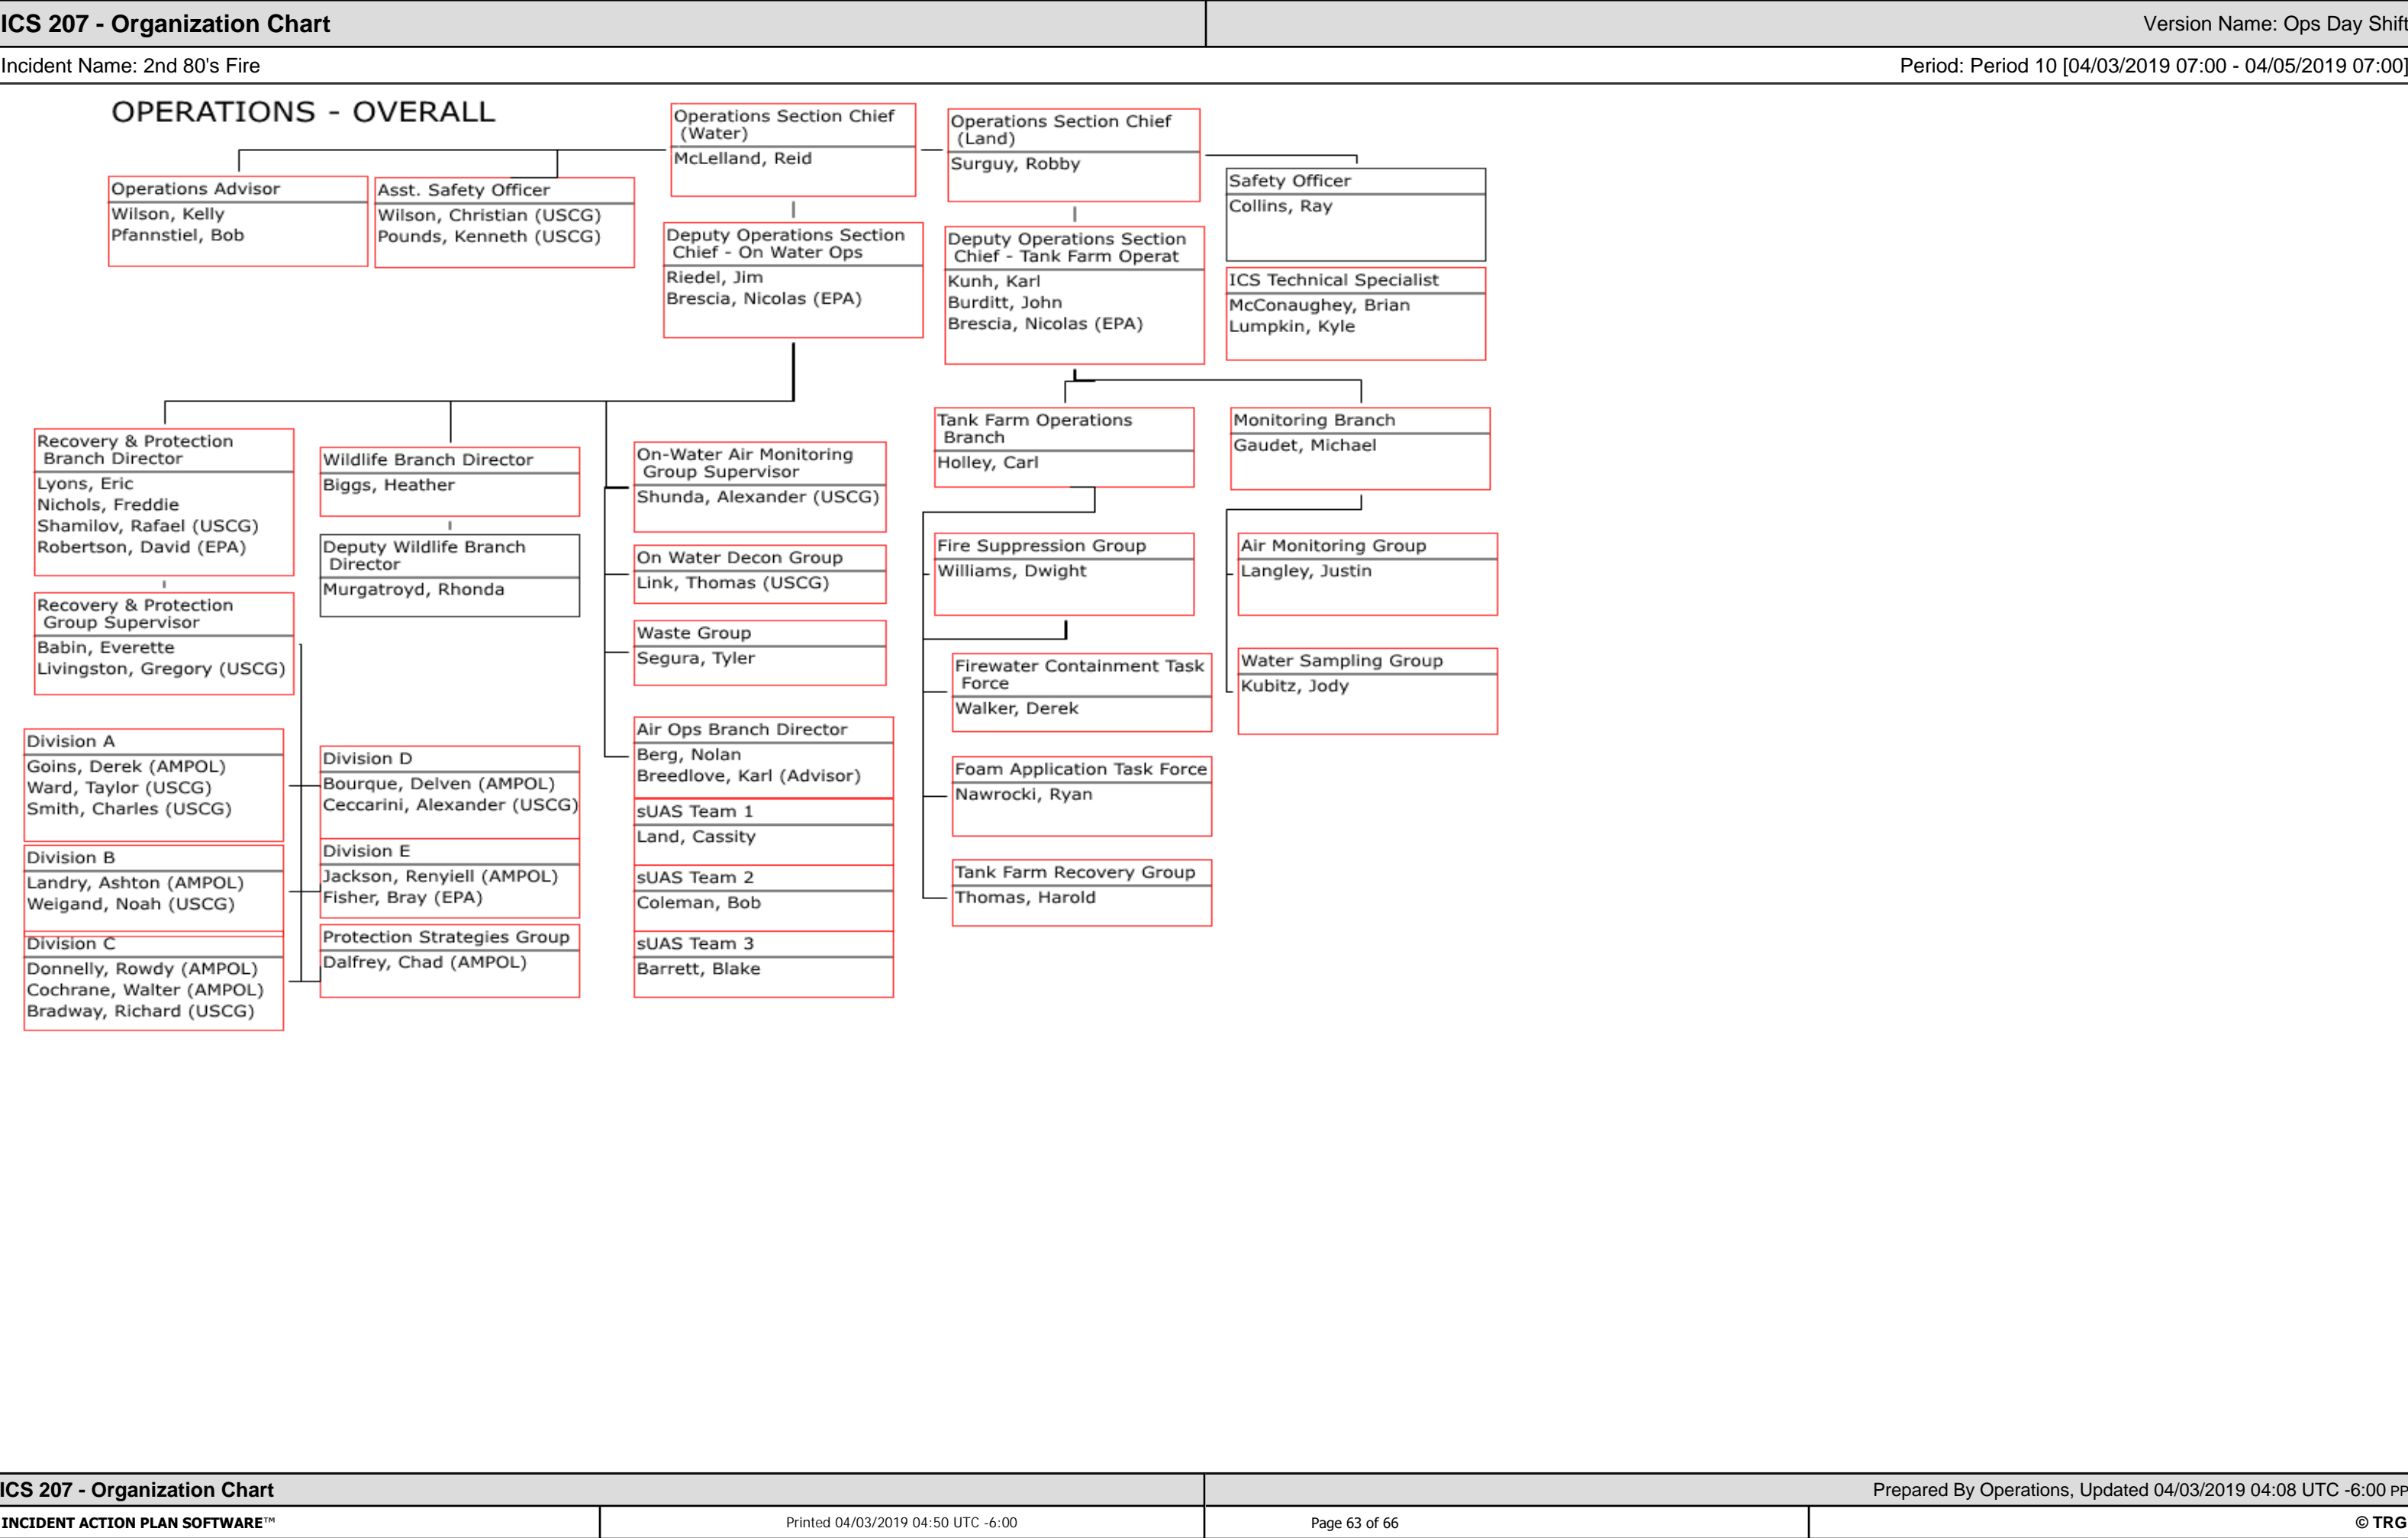 ICS 207 - Organization Chart
Version Name: Ops Day Shift
Incident Name: 2nd 80's Fire
Period: Period 10 [04/03/2019 07:00 - 04/05/2019 07:00]
OPERATIONS - OVERALL
Operations Section Chief
(Water)
McLelland, Reid
Operations Section Chief
(Land)
Surguy, Robby
Operations Advisor
Wilson, Kelly
Pfannstiel, Bob
Asst. Safety Officer
Wilson, Christian (USCG)
Pounds, Kenneth (USCG)
Safety Officer
Collins, Ray
Deputy Operations Section
Chief - On Water Ops
Riedel, Jim
Brescia, Nicolas (EPA)
Deputy Operations Section
Chief - Tank Farm Operat
Kunh, Karl
Burditt, John
Brescia, Nicolas (EPA)
ICS Technical Specialist
McConaughey, Brian
Lumpkin, Kyle
Recovery & Protection
Branch Director
Lyons, Eric
Nichols, Freddie
Shamilov, Rafael (USCG)
Robertson, David (EPA)
Recovery & Protection
Group Supervisor
Babin, Everette
Livingston, Gregory (USCG)
Wildlife Branch Director
Biggs, Heather
Deputy Wildlife Branch
Director
Murgatroyd, Rhonda
On-Water Air Monitoring
Group Supervisor
Shunda, Alexander (USCG)
On Water Decon Group
Link, Thomas (USCG)
Waste Group
Segura, Tyler
Air Ops Branch Director
Berg, Nolan
Breedlove, Karl (Advisor)
sUAS Team 1
Land, Cassity
sUAS Team 2
Coleman, Bob
sUAS Team 3
Barrett, Blake
Division A
Goins, Derek (AMPOL)
Ward, Taylor (USCG)
Smith, Charles (USCG)
Division B
Landry, Ashton (AMPOL)
Weigand, Noah (USCG)
Division C
Donnelly, Rowdy (AMPOL)
Cochrane, Walter (AMPOL)
Bradway, Richard (USCG)
Division D
Bourque, Delven (AMPOL)
Ceccarini, Alexander (USCG)
Division E
Jackson, Renyiell (AMPOL)
Fisher, Bray (EPA)
Protection Strategies Group
Dalfrey, Chad (AMPOL)
Tank Farm Operations
Branch
Holley, Carl
Fire Suppression Group
Williams, Dwight
Firewater Containment Task
Force
Walker, Derek
Foam Application Task Force
Nawrocki, Ryan
Tank Farm Recovery Group
Thomas, Harold
Monitoring Branch
Gaudet, Michael
Air Monitoring Group
Langley, Justin
Water Sampling Group
Kubitz, Jody
ICS 207 - Organization Chart
Prepared By Operations, Updated 04/03/2019 04:08 UTC -6:00 PP
INCIDENT ACTION PLAN SOFTWARE™
Printed 04/03/2019 04:50 UTC -6:00
Page 63 of 66
© TRG